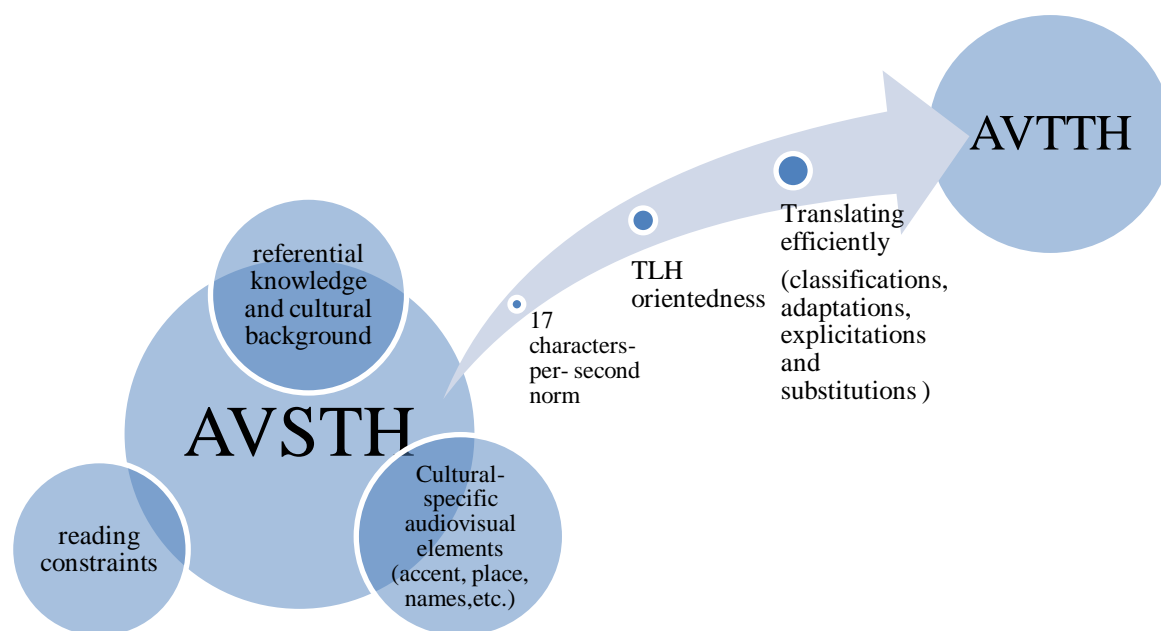 AVTTH
referential
knowledge
and cultural
background
AVSTH
reading
constraints
Cultural-
specific
audiovisual
elements
(accent, place,
names,etc.)
17
characters-
per- second
norm
TLH
orientedness
Translating
efficiently
(classifications,
adaptations,
explicitations
and
substitutions )